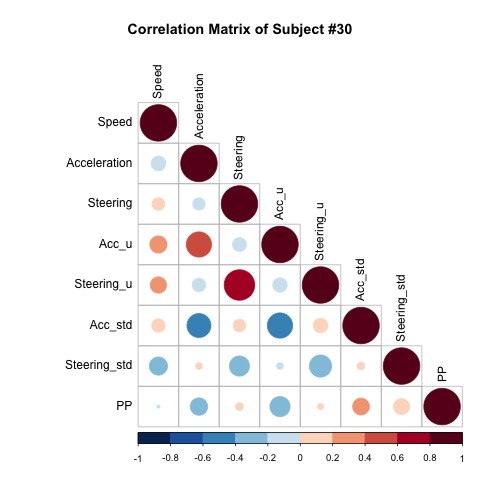 Correlation Matrix of Subject #30
Speed
Acceleration
Steering
Acc_u
Steering_u
Acc_std
Steering_std
PP
Speed
Acceleration
Steering
Acc_u
Steering_u
Acc_std
Steering_std
PP
-1 -0.8 -0.6 -0.4 -0.2 0 0.2 0.4 0.6 0.8 1